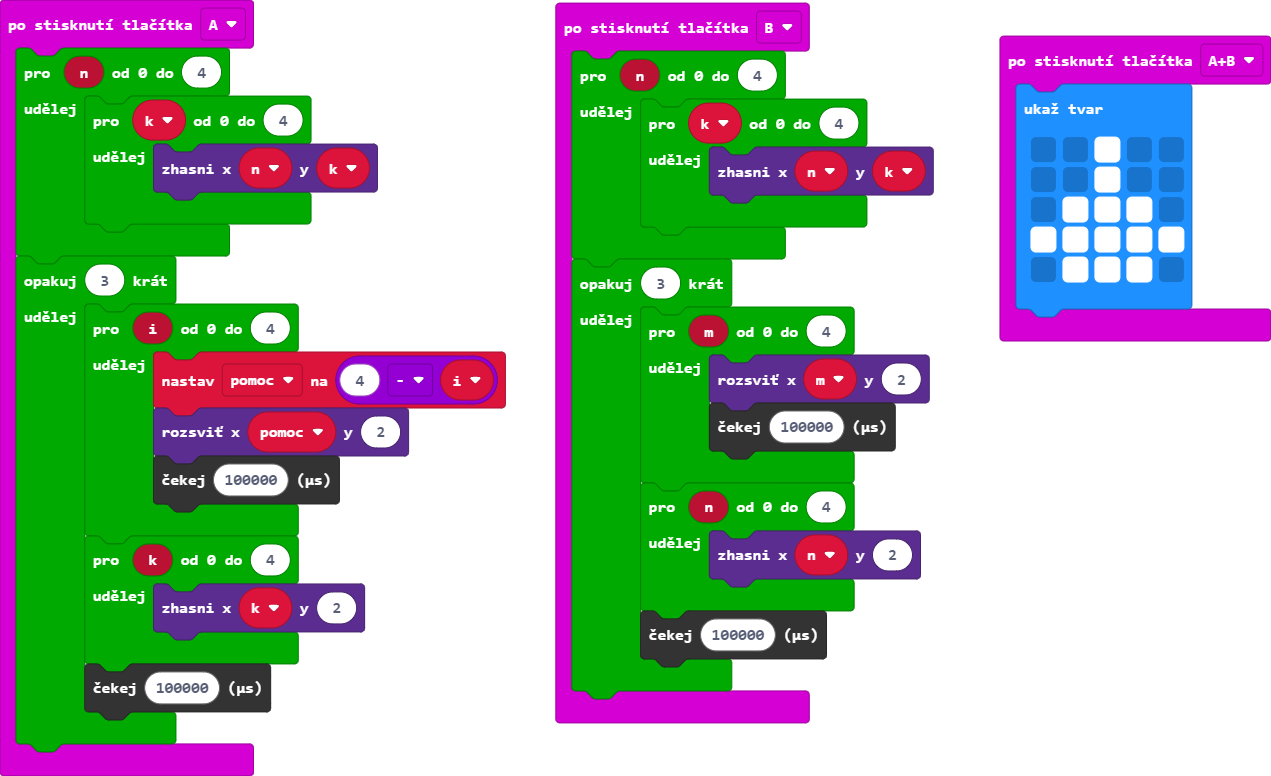 po stisknutí tlačítka A
pro n od 0 do 4
udělej
pro k od 0 do 4
udělej
zhasni x n y k
opakuj 3 krát
udělej
pro i od 0 do 4
udělej
nastav pomoc na 4 - i
rozsviť x pomoc y 2
čekej 100000 (µs)
pro k od 0 do 4
udělej
zhasni x k y 2
čekej 100000 (µs)
po stisknutí tlačítka B
pro n od 0 do 4
udělej
pro k od 0 do 4
udělej
zhasni x n y k
opakuj 3 krát
udělej
pro m od 0 do 4
udělej
rozsviť x m y 2
čekej 100000 (µs)
pro n od 0 do 4
udělej
zhasni x n y 2
čekej 100000 (µs)
po stisknutí tlačítka A+B
ukaž tvar